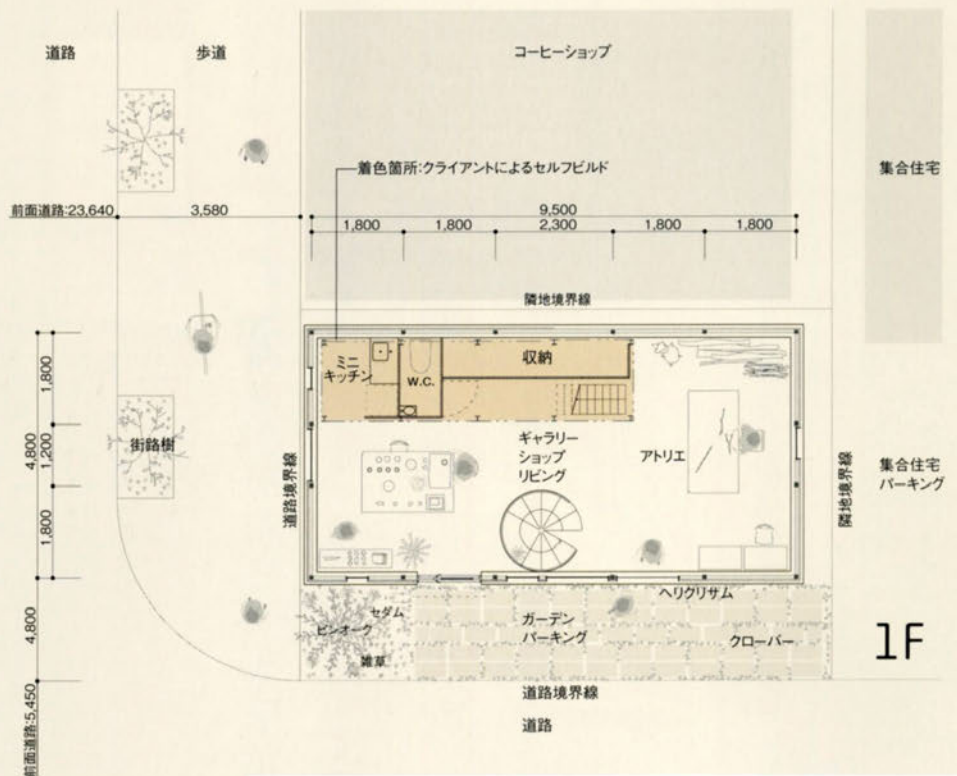 道路
歩道
コーヒーショップ
集合住宅
着色箇所:クライアントによるセルフビルド
前面道路:23,640
3,580
9,500
1,800
1,800
2,300
1,800
1,800
隣地境界線
ミニ
キッチン
W.C.
収納
1,800
4,800
1,200
1,800
街路樹
道路境界線
ギャラリー
ショップ
リビング
アトリエ
隣地境界線
集合住宅
パーキング
4,800
セダム
ピンオーク
雑草
ガーデン
パーキング
ヘリクリサム
クローバー
1F
前面道路:5,450
道路境界線
道路